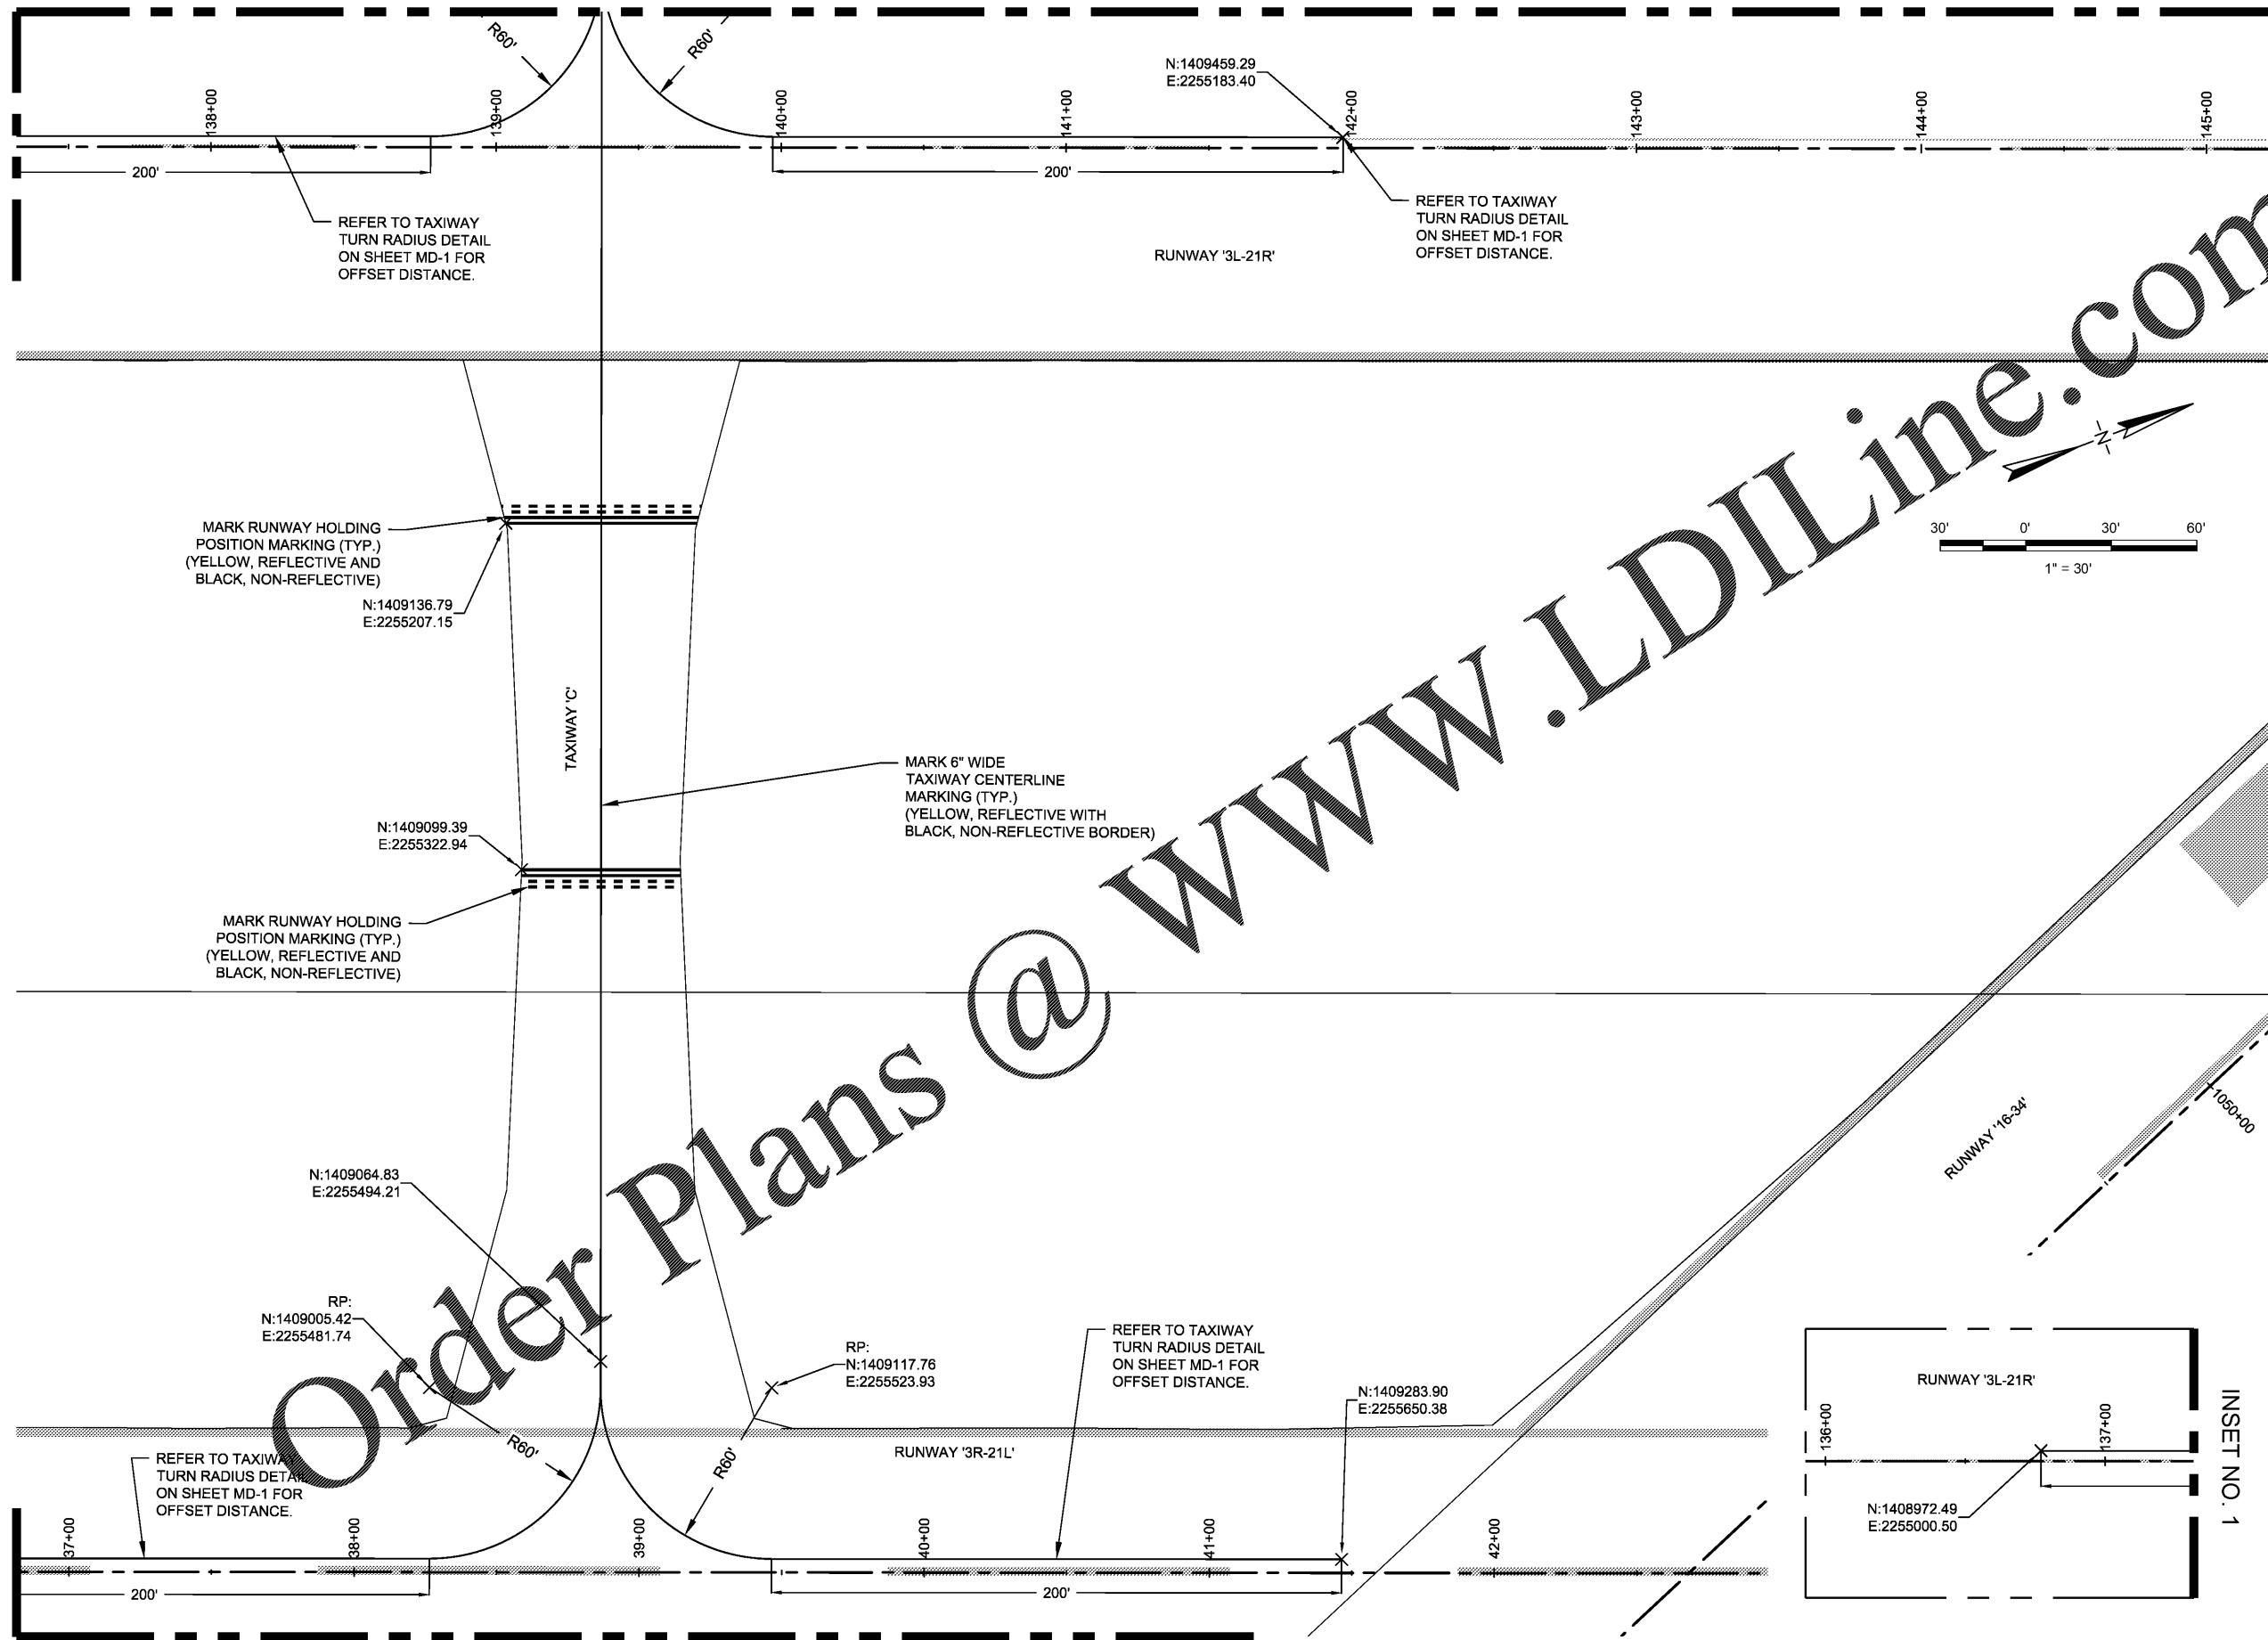 R60'
R60'
N:1409459.29
E:2255183.40
138+00
139+00
140+00
141+00
142+00
143+00
144+00
145+00
200'
200'
REFER TO TAXIWAY
TURN RADIUS DETAIL
ON SHEET MD-1 FOR
OFFSET DISTANCE.
REFER TO TAXIWAY
TURN RADIUS DETAIL
ON SHEET MD-1 FOR
OFFSET DISTANCE.
RUNWAY '3L-21R'
-N-
30' 0' 30' 60'
1" = 30'
MARK RUNWAY HOLDING
POSITION MARKING (TYP.)
(YELLOW, REFLECTIVE AND
BLACK, NON-REFLECTIVE)
N:1409136.79
E:2255207.15
TAXIWAY 'C'
MARK 6" WIDE
TAXIWAY CENTERLINE
MARKING (TYP.)
(YELLOW, REFLECTIVE WITH
BLACK, NON-REFLECTIVE BORDER)
N:1409099.39
E:2255322.94
MARK RUNWAY HOLDING
POSITION MARKING (TYP.)
(YELLOW, REFLECTIVE AND
BLACK, NON-REFLECTIVE)
Order Plans @ WWW.LDILine.com
RUNWAY '16-34'
1050+00
N:1409064.83
E:2255494.21
RP:
N:1409005.42
E:2255481.74
RP:
N:1409117.76
E:2255523.93
REFER TO TAXIWAY
TURN RADIUS DETAIL
ON SHEET MD-1 FOR
OFFSET DISTANCE.
N:1409283.90
E:2255650.38
R60'
R60'
RUNWAY '3R-21L'
REFER TO TAXIWAY
TURN RADIUS DETAIL
ON SHEET MD-1 FOR
OFFSET DISTANCE.
37+00
38+00
39+00
40+00
41+00
42+00
200'
200'
RUNWAY '3L-21R'
136+00
137+00
N:1408972.49
E:2255000.50
INSET NO. 1